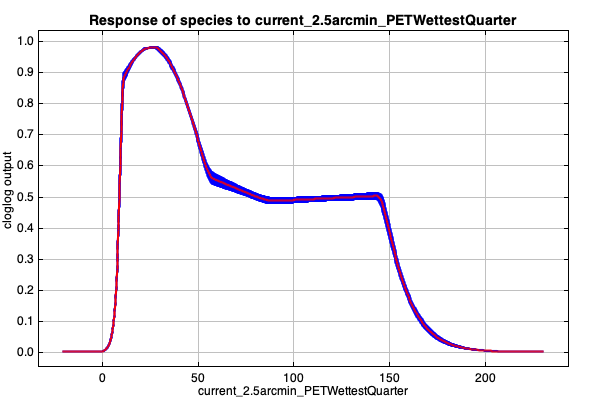 Response of species to current_2.5arcmin_PETWettestQuarter
cloglog output
1.0
0.9
0.8
0.7
0.6
0.5
0.4
0.3
0.2
0.1
0.0
0 50 100 150 200
current_2.5arcmin_PETWettestQuarter